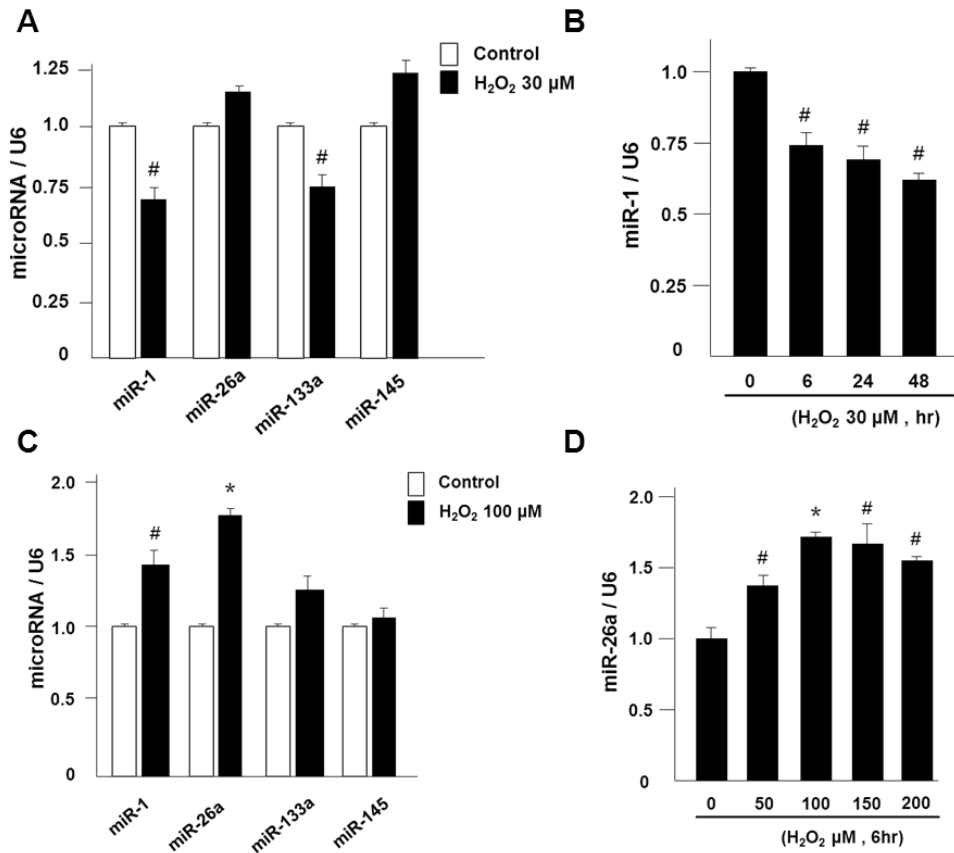 A
microRNA / U6
1.25
1.0
0.75
0.5
0.25
0
#
#
Control
H₂O₂ 30 µM
miR-1
miR-26a
miR-133a
miR-145
B
miR-1 / U6
1.0
0.75
0.5
0.25
0
#
#
#
0 6 24 48
(H₂O₂ 30 µM , hr)
C
microRNA / U6
2.0
1.5
1.0
0.5
0
#
*
Control
H₂O₂ 100 µM
miR-1
miR-26a
miR-133a
miR-145
D
miR-26a / U6
2.0
1.5
1.0
0.5
0
#
*
#
#
0 50 100 150 200
(H₂O₂ µM , 6hr)